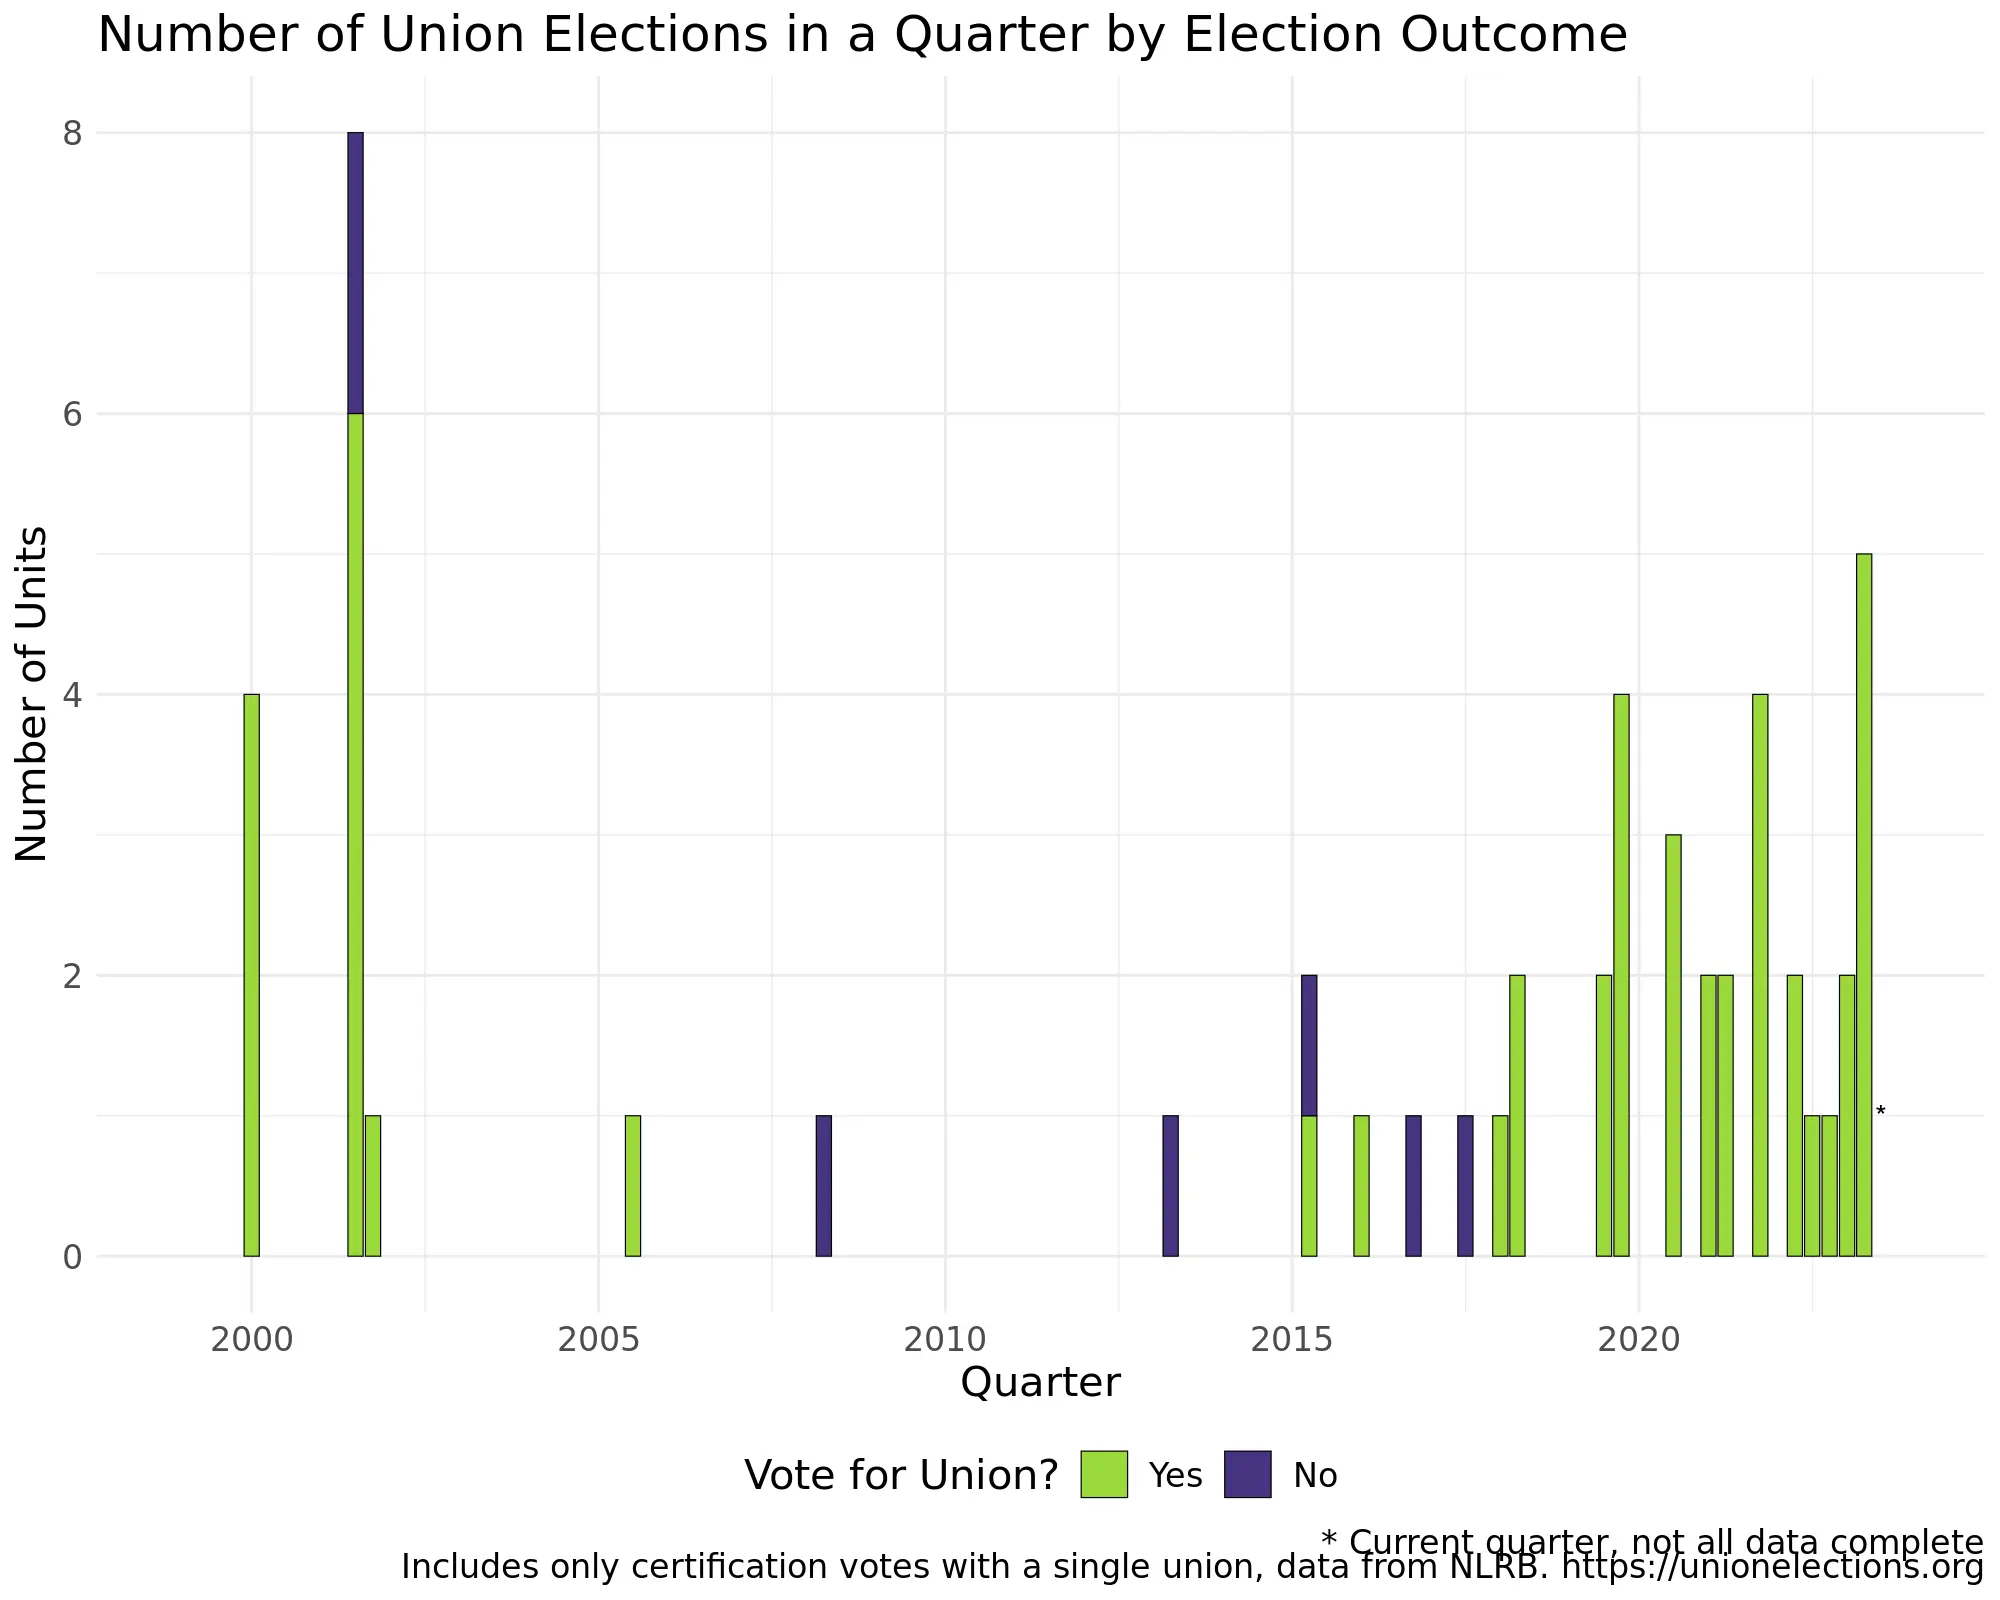 Number of Union Elections in a Quarter by Election Outcome
8
6
4
2
0
Number of Units
*
2000 2005 2010 2015 2020
Quarter
Vote for Union? Yes No
* Current quarter, not all data complete
Includes only certification votes with a single union, data from NLRB. https://unionelections.org